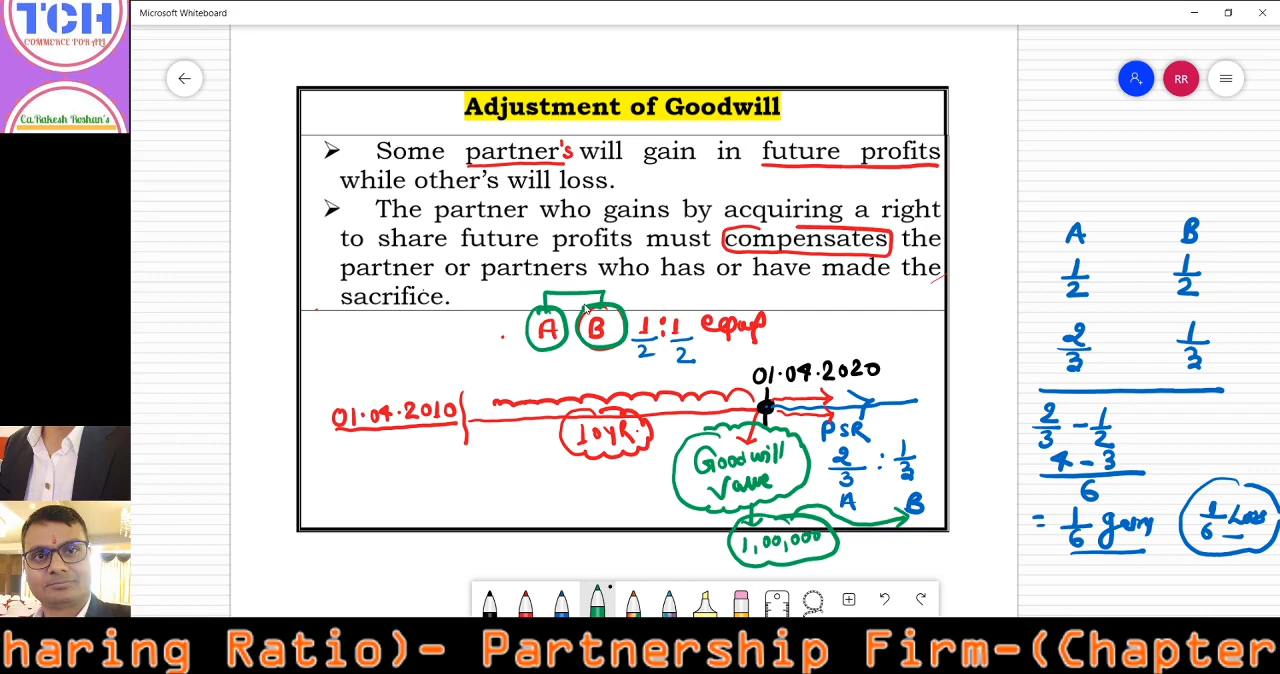 Microsoft Whiteboard
TCH
COMMERCE FOR ALL
Ca.Rakesh Roshan's
RR
Adjustment of Goodwill
➢ Some partner's will gain in future profits
while other's will loss.
➢ The partner who gains by acquiring a right
to share future profits must compensates the
partner or partners who has or have made the
sacrifice.
A B 1/2 : 1/2 equal
01.04.2020
01.04.2010
10 YR.
PSR
Goodwill
Value
2/3 : 1/3
A B
1,00,000
A B
1/2 1/2
2/3 1/3
2/3 - 1/2
4 - 3
6
= 1/6 gain 1/6 Loss
haring Ratio)- Partnership Firm-(Chapter